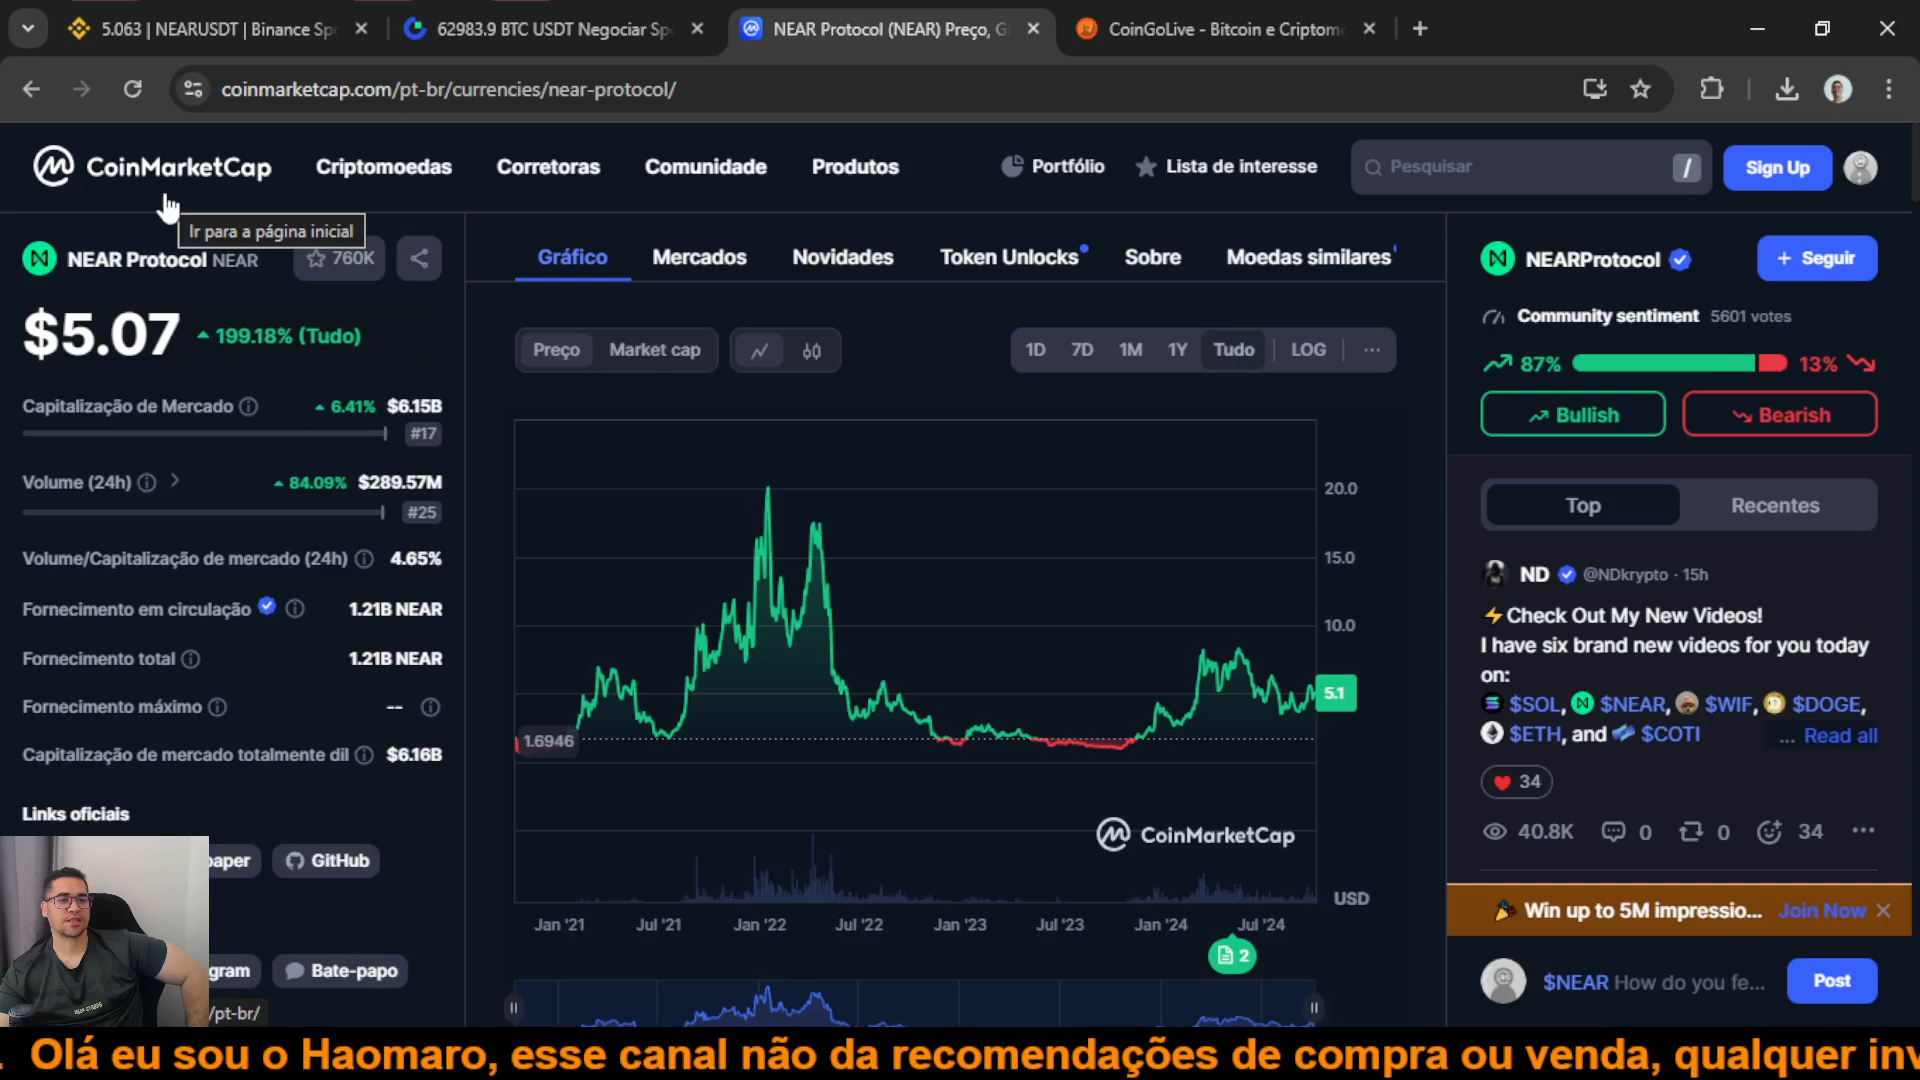 5.063 | NEARUSDT | Binance Sp
62983.9 BTC USDT Negociar Sp
NEAR Protocol (NEAR) Preço, G
CoinGoLive - Bitcoin e Criptom
coinmarketcap.com/pt-br/currencies/near-protocol/
CoinMarketCap
Criptomoedas
Corretoras
Comunidade
Produtos
Portfólio
Lista de interesse
Pesquisar
/
Sign Up
Ir para a página inicial
NEAR Protocol NEAR
760K
$5.07
199.18% (Tudo)
Capitalização de Mercado
6.41% $6.15B
#17
Volume (24h)
84.09% $289.57M
#25
Volume/Capitalização de mercado (24h)
4.65%
Fornecimento em circulação
1.21B NEAR
Fornecimento total
1.21B NEAR
Fornecimento máximo
--
Capitalização de mercado totalmente dil
$6.16B
Links oficiais
paper
GitHub
gram
Bate-papo
/pt-br/
Gráfico
Mercados
Novidades
Token Unlocks
Sobre
Moedas similares
Preço
Market cap
1D
7D
1M
1Y
Tudo
LOG
20.0
15.0
10.0
5.1
1.6946
CoinMarketCap
USD
Jan '21
Jul '21
Jan '22
Jul '22
Jan '23
Jul '23
Jan '24
Jul '24
2
NEARProtocol
+ Seguir
Community sentiment 5601 votes
87%
13%
Bullish
Bearish
Top
Recentes
ND @NDkrypto · 15h
⚡Check Out My New Videos!
I have six brand new videos for you today
on:
$SOL, $NEAR, $WIF, $DOGE,
$ETH, and $COTI
... Read all
34
40.8K
0
0
34
Win up to 5M impressio...
Join Now
$NEAR How do you fe...
Post
. Olá eu sou o Haomaro, esse canal não da recomendações de compra ou venda, qualquer inv